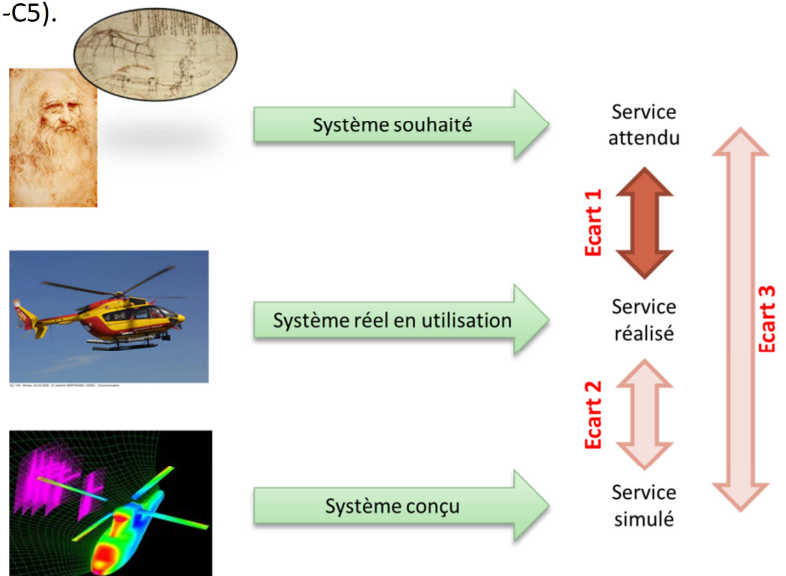 -C5).
Système souhaité
Service
attendu
Ecart 1
Système réel en utilisation
Service
réalisé
Ecart 3
Ecart 2
Système conçu
Service
simulé